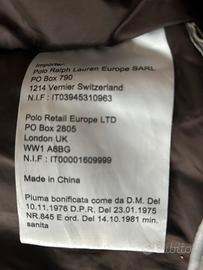 Importer:
Polo Ralph Lauren Europe SARL
PO Box 790
1214 Vernier Switzerland
N.I.F : IT03945310963
Polo Retail Europe LTD
PO Box 2805
London UK
WW1 A6BG
N.I.F : IT00001609999
Made in China
Piuma bonificata come da D.M. Del
10.11.1976 D.P.R. Del 23.01.1975
NR.845 E ord. Del 14.10.1981 min.
sanita
subito